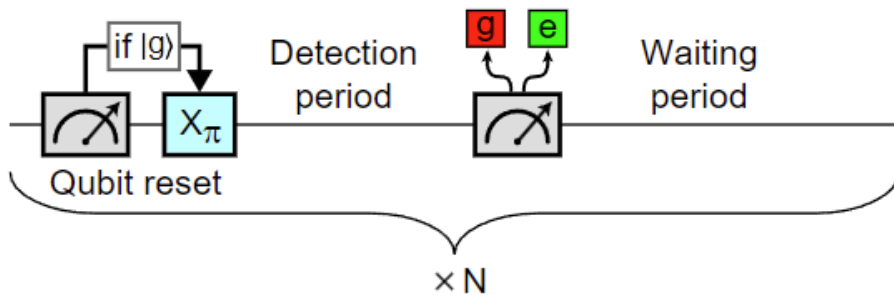 if |g⟩
Detection
period
g
e
Waiting
period
Xπ
Qubit reset
× N